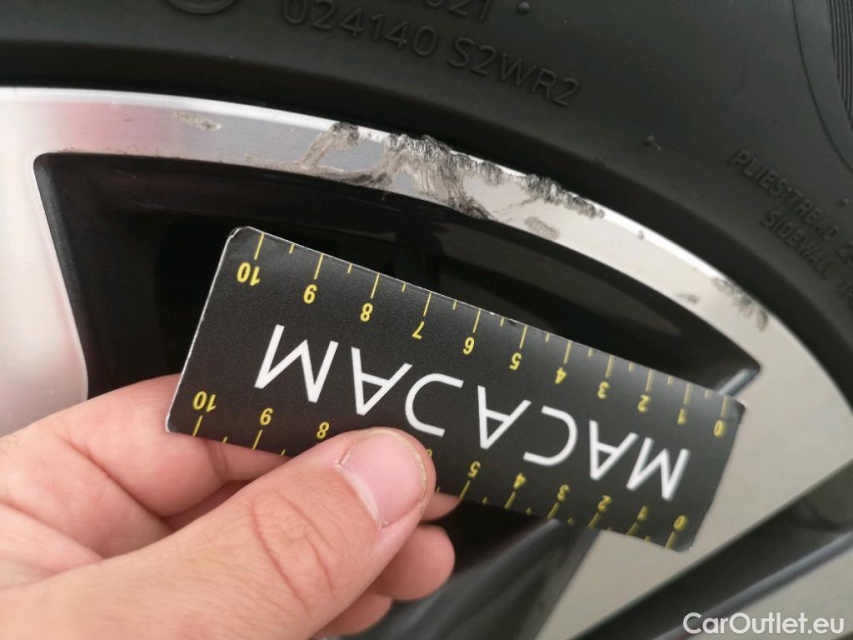 024140 S2WR2
PLIESTREAD
SIDEWALL
10 9 8 7 6 5 4 3 2 1 0
MACADAM
10 9 8 5 4 3 2 1 0
CarOutlet.eu